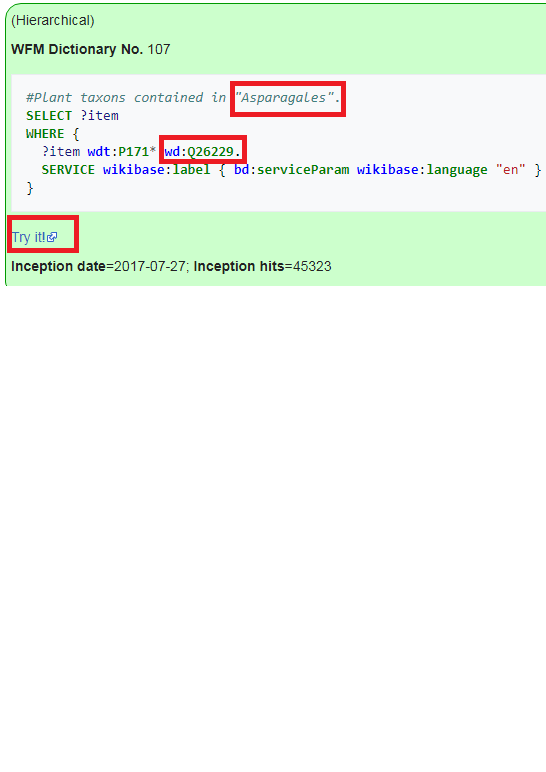 (Hierarchical)
WFM Dictionary No. 107
#Plant taxons contained in "Asparagales".
SELECT ?item
WHERE {
?item wdt:P171* wd:Q26229.
SERVICE wikibase:label { bd:serviceParam wikibase:language "en" }
}
Try it!
Inception date=2017-07-27; Inception hits=45323